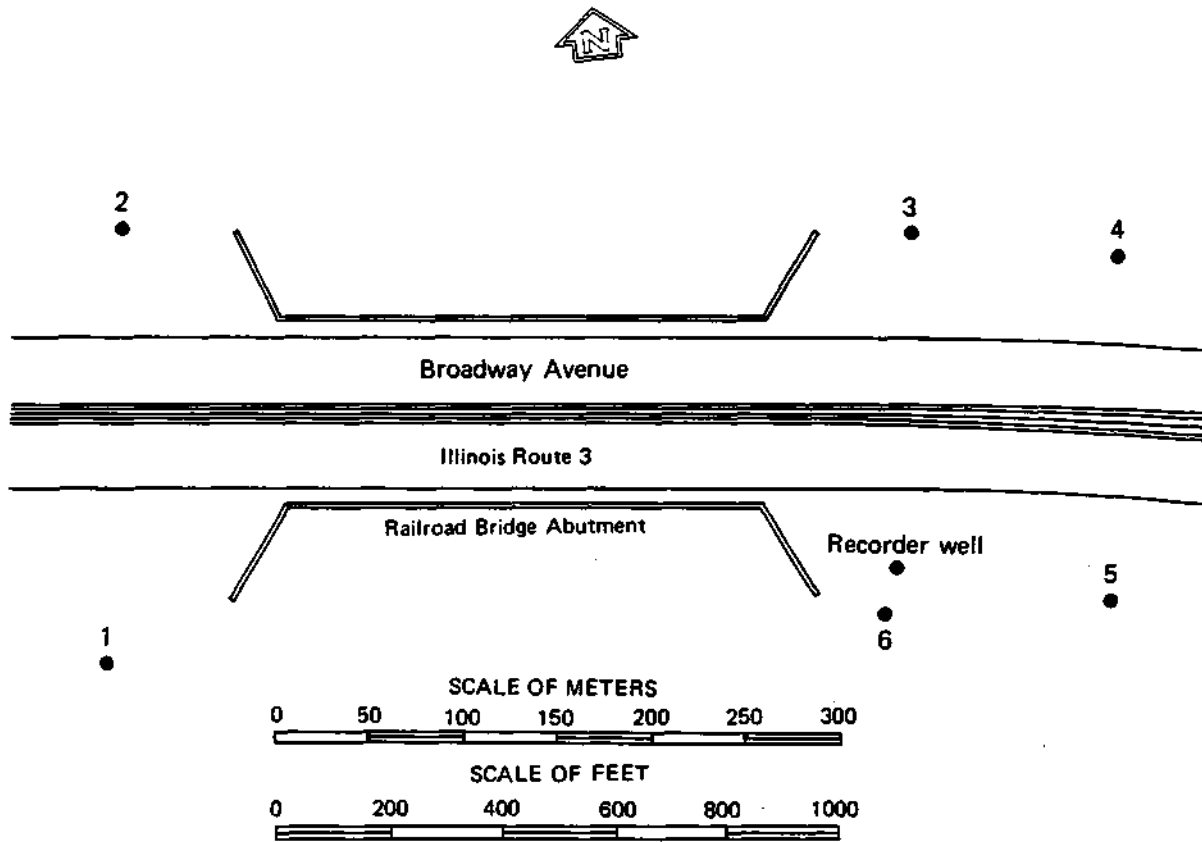 N
2
3
4
Broadway Avenue
Illinois Route 3
Railroad Bridge Abutment
Recorder well
5
6
1
SCALE OF METERS
0 50 100 150 200 250 300
SCALE OF FEET
0 200 400 600 800 1000